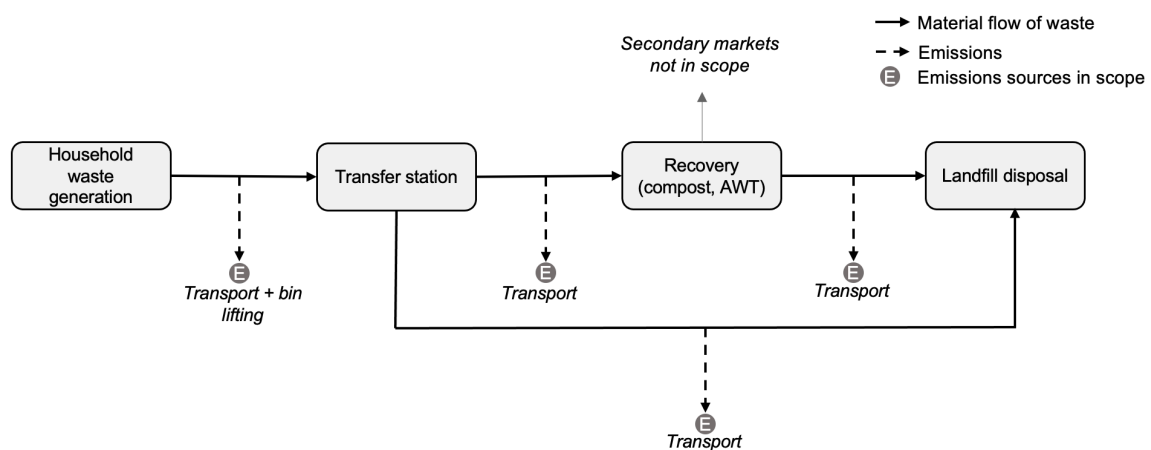 Material flow of waste
Emissions
E Emissions sources in scope
Secondary markets
not in scope
Household
waste
generation
Transfer station
Recovery
(compost, AWT)
Landfill disposal
E
Transport + bin
lifting
E
Transport
E
Transport
E
Transport